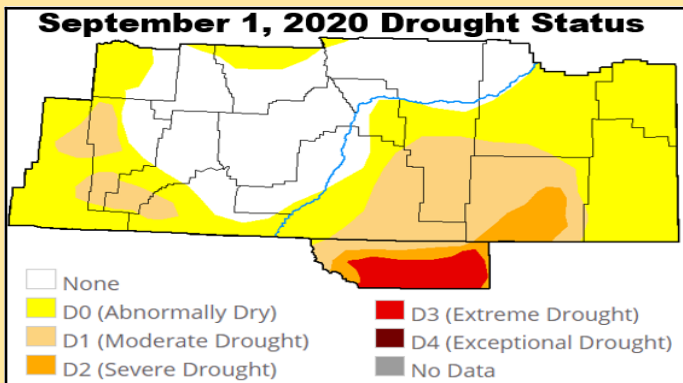 September 1, 2020 Drought Status
None
D0 (Abnormally Dry)
D1 (Moderate Drought)
D2 (Severe Drought)
D3 (Extreme Drought)
D4 (Exceptional Drought)
No Data